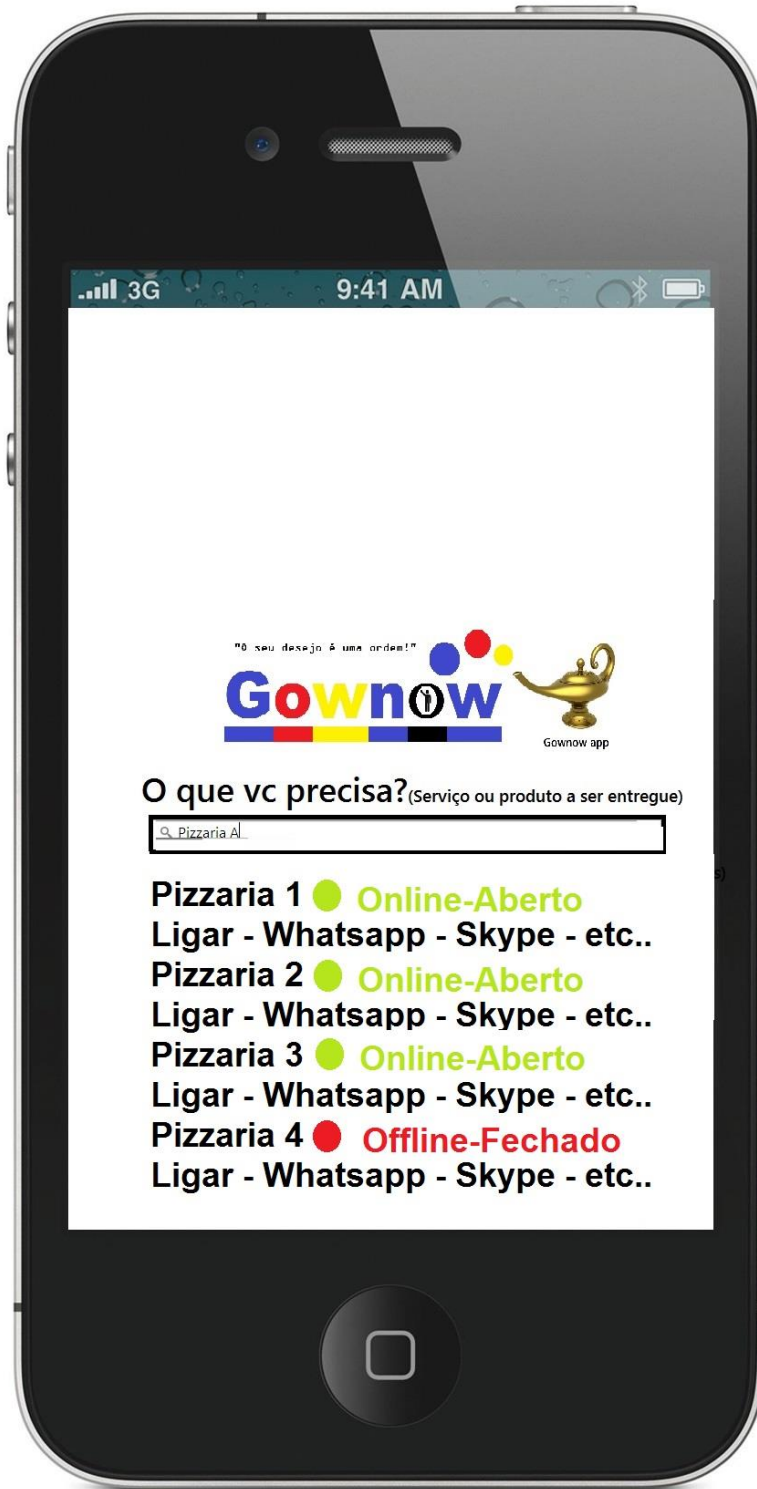 3G 9:41 AM
"O seu desejo é uma ordem!"
Gownow
Gownow app
O que vc precisa?(Serviço ou produto a ser entregue)
Pizzaria A
s)
Pizzaria 1 Online-Aberto
Ligar - Whatsapp - Skype - etc..
Pizzaria 2 Online-Aberto
Ligar - Whatsapp - Skype - etc..
Pizzaria 3 Online-Aberto
Ligar - Whatsapp - Skype - etc..
Pizzaria 4 Offline-Fechado
Ligar - Whatsapp - Skype - etc..